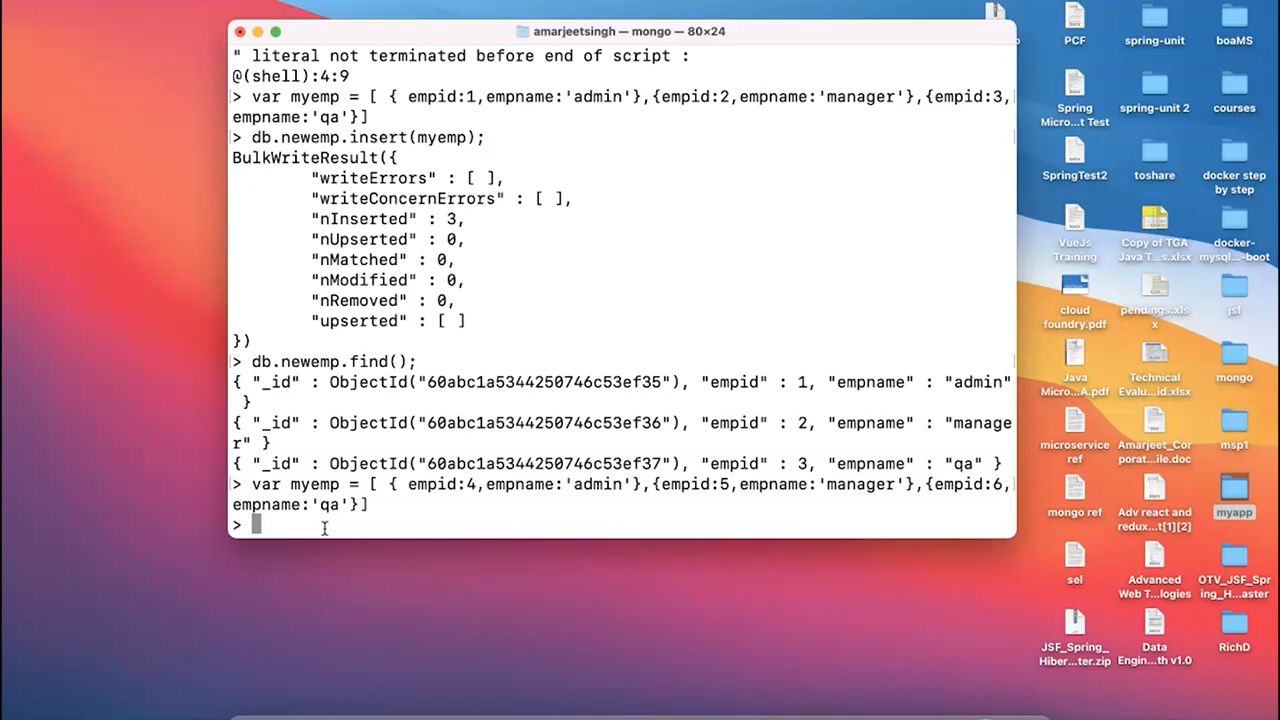 amarjeetsingh — mongo — 80×24
" literal not terminated before end of script :
@(shell):4:9
> var myemp = [ { empid:1,empname:'admin'},{empid:2,empname:'manager'},{empid:3,
empname:'qa'}]
> db.newemp.insert(myemp);
BulkWriteResult({
"writeErrors" : [ ],
"writeConcernErrors" : [ ],
"nInserted" : 3,
"nUpserted" : 0,
"nMatched" : 0,
"nModified" : 0,
"nRemoved" : 0,
"upserted" : [ ]
})
> db.newemp.find();
{ "_id" : ObjectId("60abc1a5344250746c53ef35"), "empid" : 1, "empname" : "admin"
}
{ "_id" : ObjectId("60abc1a5344250746c53ef36"), "empid" : 2, "empname" : "manage
r" }
{ "_id" : ObjectId("60abc1a5344250746c53ef37"), "empid" : 3, "empname" : "qa" }
> var myemp = [ { empid:4,empname:'admin'},{empid:5,empname:'manager'},{empid:6,
empname:'qa'}]
>
PCF
spring-unit
boaMS
Spring
Micro...t Test
spring-unit 2
courses
SpringTest2
toshare
docker step
by step
VueJs
Training
Copy of TGA
Java T...s.xlsx
docker-
mysql...-boot
cloud
foundry.pdf
pendings.xls
x
jsf
Java
Micro...A.pdf
Technical
Evalu...id.xlsx
mongo
microservice
ref
Amarjeet_Cor
porat...ile.doc
msp1
mongo ref
Adv react and
redux...t[1][2]
myapp
sel
Advanced
Web T...logies
OTV_JSF_Spr
ing_H...aster
JSF_Spring_
Hiber...ter.zip
Data
Engin...th v1.0
RichD